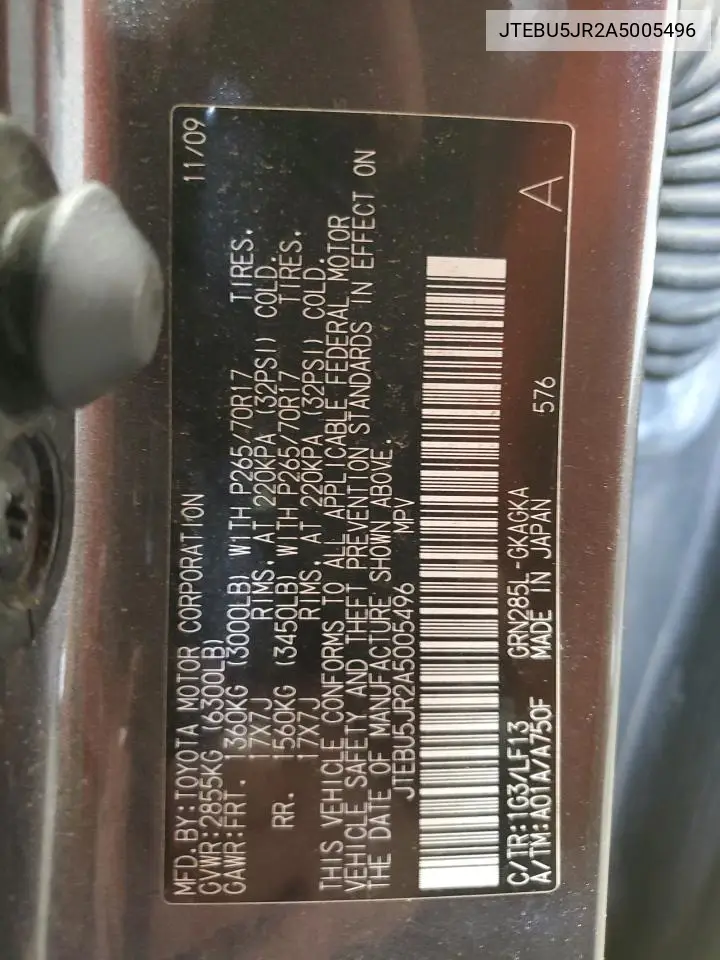 JTEBU5JR2A5005496
MFD.BY:TOYOTA MOTOR CORPORATION 11/09
GVWR:2855KG (6300LB)
GAWR:FRT. 1360KG (3000LB) WITH P265/70R17 TIRES.
17X7J RIMS, AT 220KPA (32PSI) COLD.
RR. 1560KG (3450LB) WITH P265/70R17 TIRES.
17X7J RIMS, AT 220KPA (32PSI) COLD.
THIS VEHICLE CONFORMS TO ALL APPLICABLE FEDERAL MOTOR
VEHICLE SAFETY AND THEFT PREVENTION STANDARDS IN EFFECT ON
THE DATE OF MANUFACTURE SHOWN ABOVE.
JTEBU5JR2A5005496 MPV
C/TR:1G3/LF13 GRN285L-GKAGKA
A/TM:A01A/A750F MADE IN JAPAN 576 A